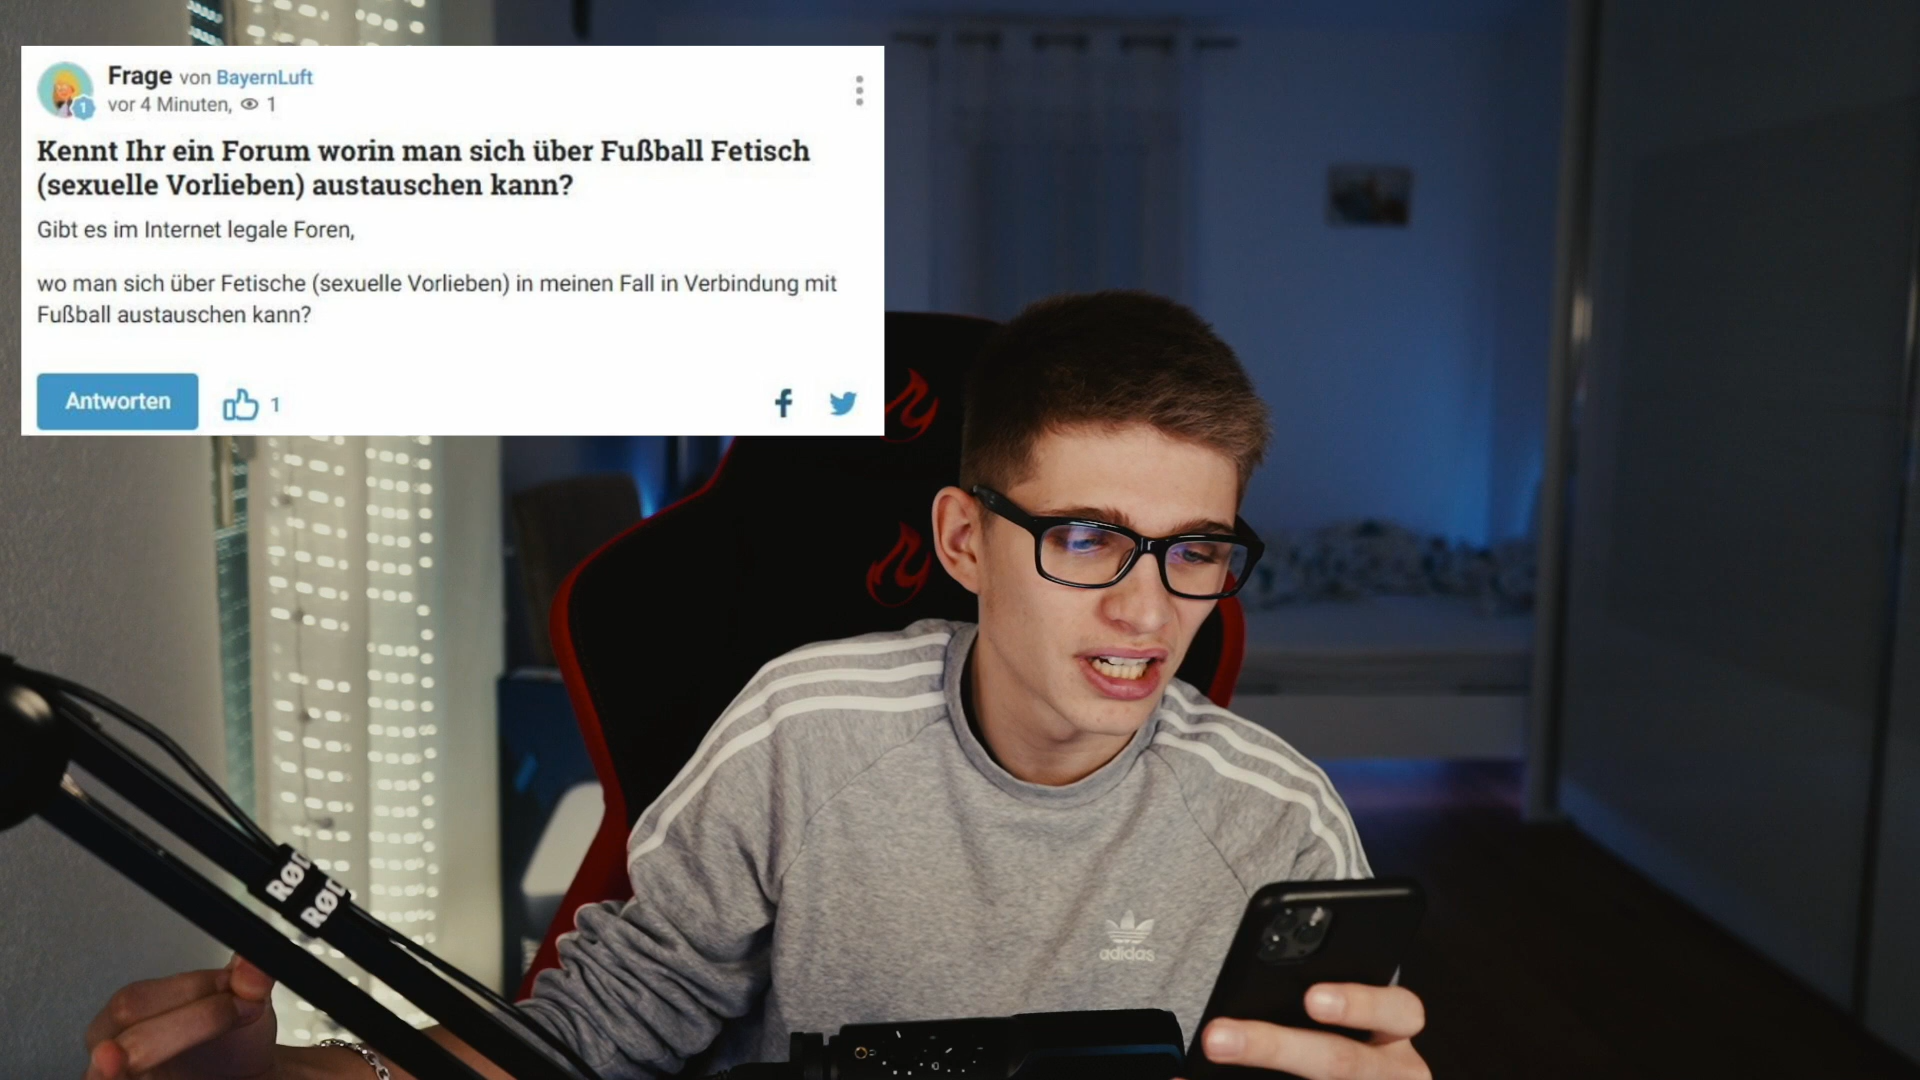 Frage von BayernLuft
vor 4 Minuten, 1
1
Kennt Ihr ein Forum worin man sich über Fußball Fetisch
(sexuelle Vorlieben) austauschen kann?
Gibt es im Internet legale Foren,
wo man sich über Fetische (sexuelle Vorlieben) in meinen Fall in Verbindung mit
Fußball austauschen kann?
Antworten 1
adidas